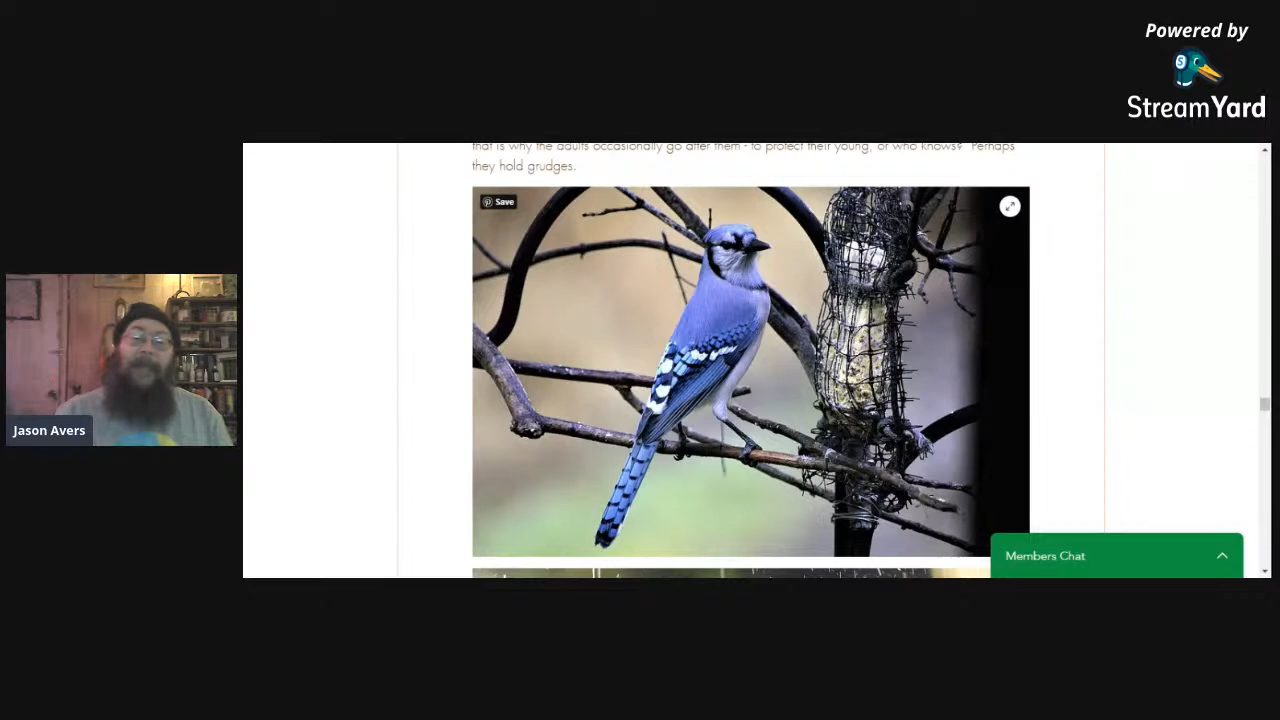 Powered by
StreamYard
that is why the adults occasionally go after them - to protect their young, or who knows? Perhaps
they hold grudges.
Save
Jason Avers
Members Chat